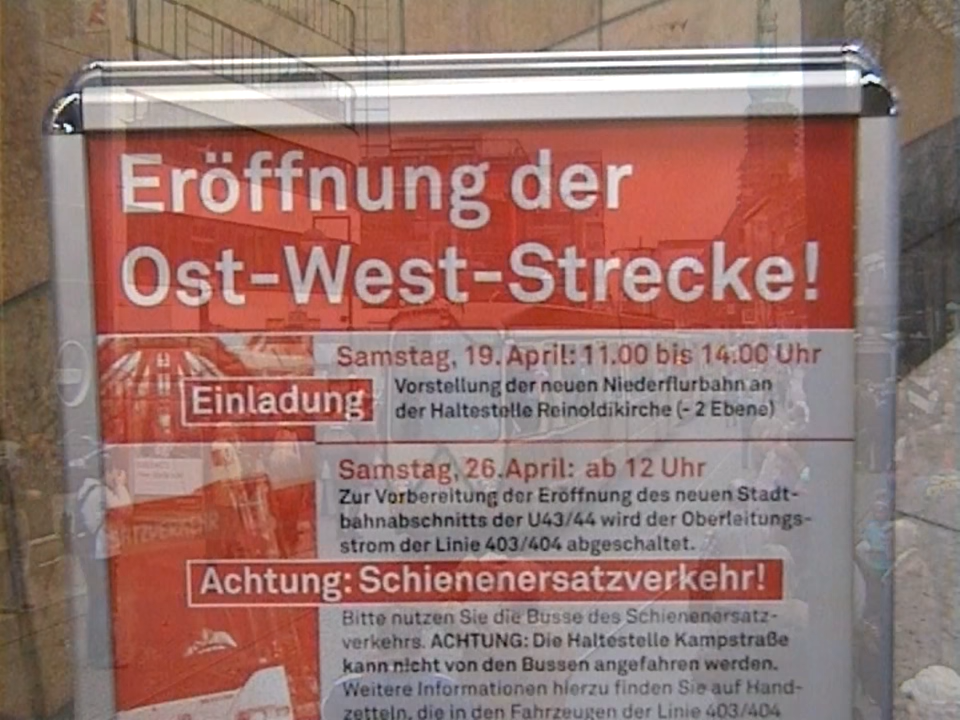 Eröffnung der
Ost-West-Strecke!
Samstag, 19. April: 11.00 bis 14.00 Uhr
Einladung
Vorstellung der neuen Niederflurbahn an
der Haltestelle Reinoldikirche (- 2 Ebene)
Samstag, 26. April: ab 12 Uhr
Zur Vorbereitung der Eröffnung des neuen Stadt-
bahnabschnitts der U43/44 wird der Oberleitungs-
strom der Linie 403/404 abgeschaltet.
Achtung: Schienenersatzverkehr!
Bitte nutzen Sie die Busse des Schienenersatz-
verkehrs. ACHTUNG: Die Haltestelle Kampstraße
kann nicht von den Bussen angefahren werden.
Weitere Informationen hierzu finden Sie auf Hand-
zetteln, die in den Fahrzeugen der Linie 403/404